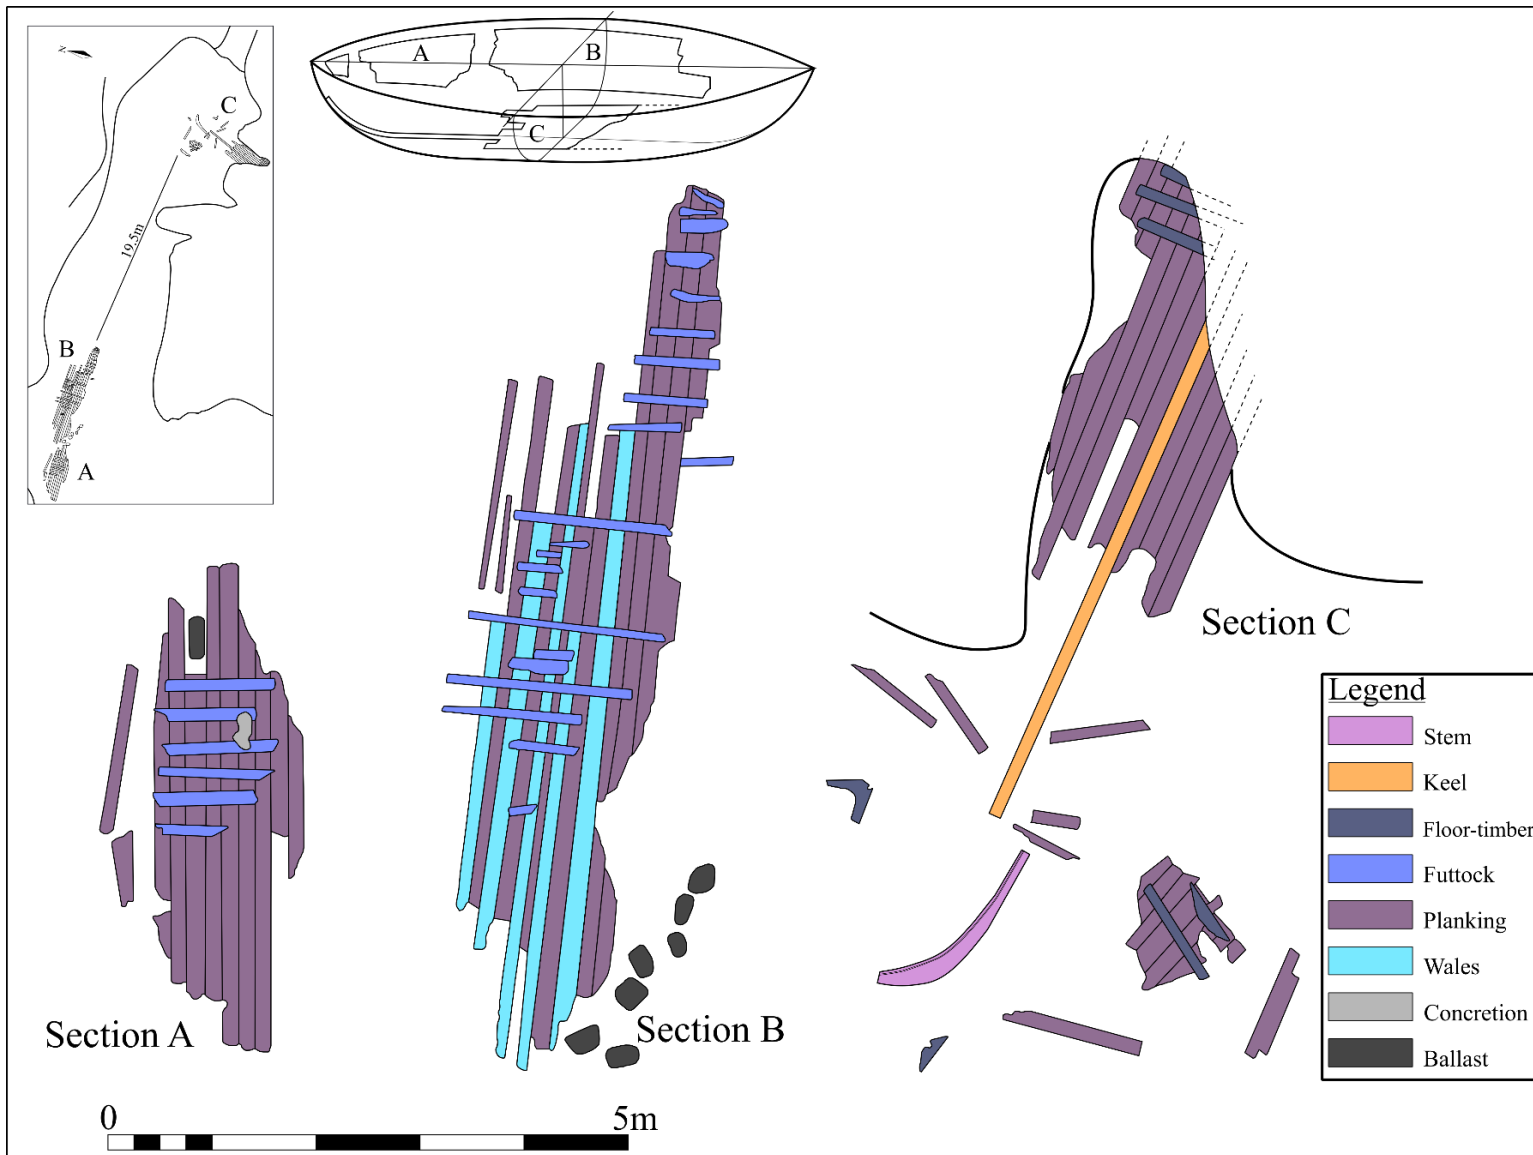 N
C
19.5m
B
A
A
B
C
Section A
Section B
Section C
Legend
Stem
Keel
Floor-timber
Futtock
Planking
Wales
Concretion
Ballast
0 5m